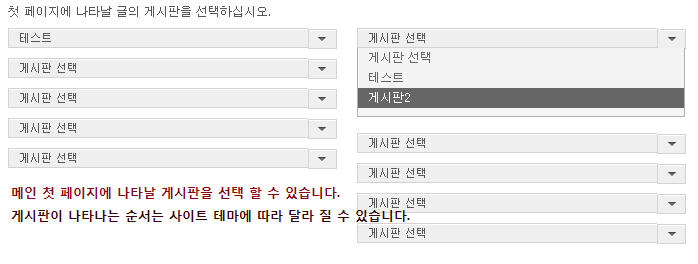 첫 페이지에 나타날 글의 게시판을 선택하십시오.
테스트
게시판 선택
게시판 선택
게시판 선택
게시판 선택
게시판 선택
게시판 선택
테스트
게시판2
게시판 선택
게시판 선택
게시판 선택
게시판 선택
메인 첫 페이지에 나타날 게시판을 선택 할 수 있습니다.
게시판이 나타나는 순서는 사이트 테마에 따라 달라 질 수 있습니다.